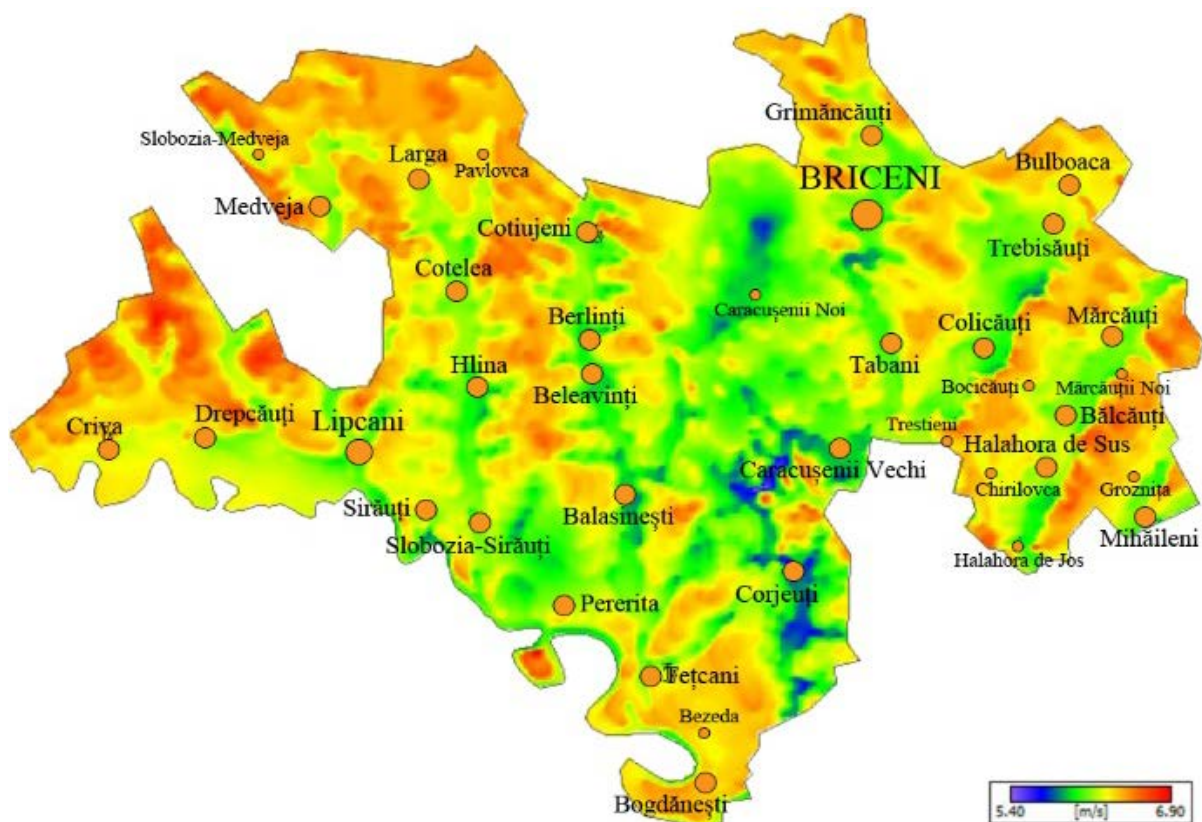 Grimăncăuți
Slobozia-Medveja
Larga
Pavlovca
BRICENI
Bulboaca
Medveja
Cotiujeni
Trebisăuți
Cotelea
Caracușenii Noi
Berlinți
Colicăuți
Mărcăuți
Hlina
Tabani
Beleavinți
Bocicăuți
Mărcăuții Noi
Criva
Drepcăuți
Lipcani
Trestieni
Bălcăuți
Halahora de Sus
Caracușenii Vechi
Chirilovca
Groznița
Sirăuți
Balasinești
Slobozia-Sirăuți
Mihăileni
Halahora de Jos
Corjeuți
Pererita
Tețcani
Bezeda
Bogdănești
5.40 [m/s] 6.90